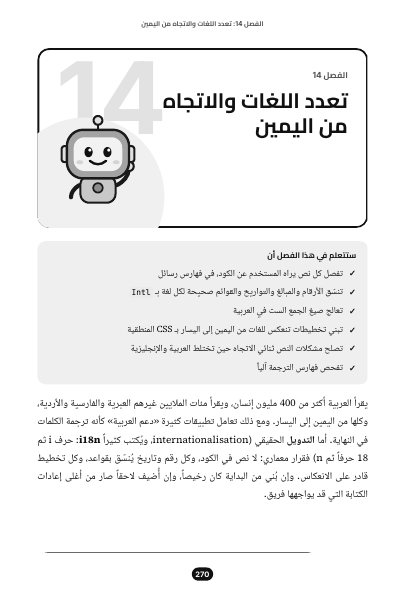 الفصل 14: تعدد اللغات والاتجاه من اليمين
14
الفصل 14
تعدد اللغات والاتجاه
من اليمين
ستتعلم في هذا الفصل أن
✓ تفصل كل نص يراه المستخدم عن الكود، في فهارس رسائل
✓ تنسّق الأرقام والمبالغ والتواريخ والقوائم صحيحة لكل لغة بـ Intl
✓ تعالج صيغ الجمع الست في العربية
✓ تبني تخطيطات تنعكس للغات من اليمين إلى اليسار بـ CSS المنطقية
✓ تصلح مشكلات النص ثنائي الاتجاه حين تختلط العربية والإنجليزية
✓ تفحص فهارس الترجمة آلياً
يقرأ العربية أكثر من 400 مليون إنسان، ويقرأ مئات الملايين غيرهم العبرية والفارسية والأردية،
وكلها من اليمين إلى اليسار. ومع ذلك تعامل تطبيقات كثيرة «دعم العربية» كأنه ترجمة الكلمات
في النهاية. أما التدويل الحقيقي (internationalisation، ويُكتب كثيراً i18n: حرف i ثم
18 حرفاً ثم n) فقرار معماري: لا نص في الكود، وكل رقم وتاريخ يُنسّق بقواعد، وكل تخطيط
قادر على الانعكاس. وإن بُني من البداية كان رخيصاً، وإن أُضيف لاحقاً صار من أغلى إعادات
الكتابة التي قد يواجهها فريق.
270